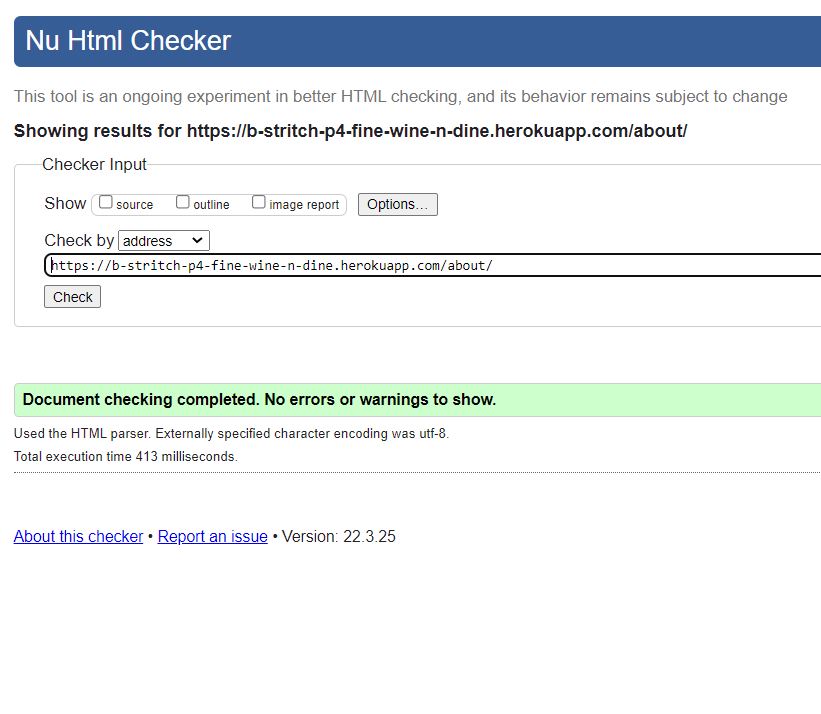 Nu Html Checker
This tool is an ongoing experiment in better HTML checking, and its behavior remains subject to change
Showing results for https://b-stritch-p4-fine-wine-n-dine.herokuapp.com/about/
Checker Input
Show source outline image report Options...
Check by address
https://b-stritch-p4-fine-wine-n-dine.herokuapp.com/about/
Check
Document checking completed. No errors or warnings to show.
Used the HTML parser. Externally specified character encoding was utf-8.
Total execution time 413 milliseconds.
About this checker • Report an issue • Version: 22.3.25